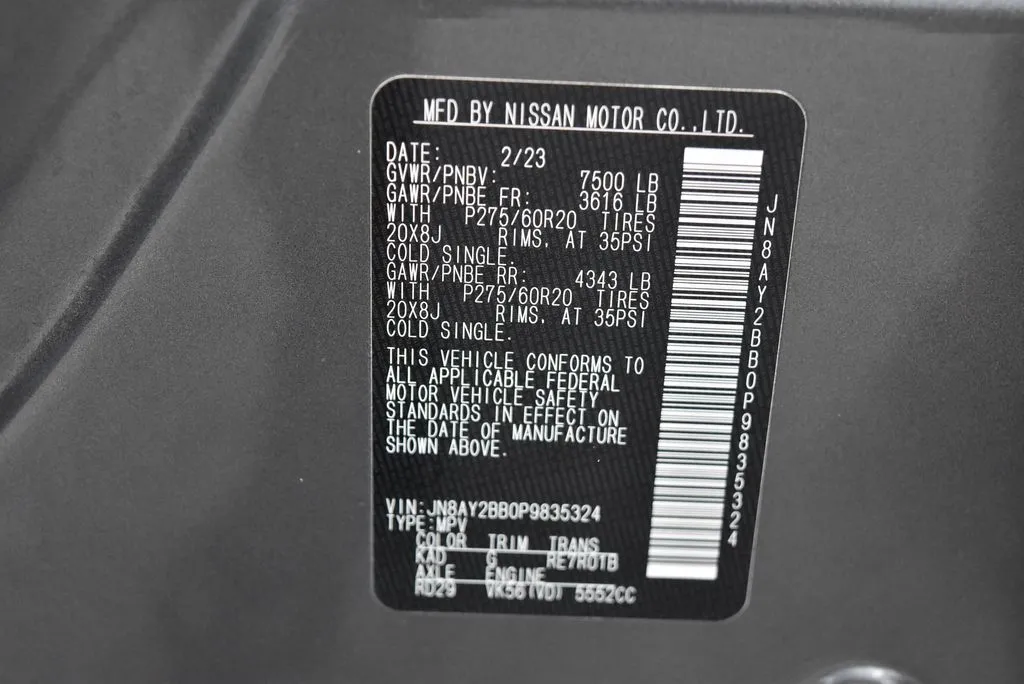 MFD BY NISSAN MOTOR CO.,LTD.
DATE: 2/23
GVWR/PNBV: 7500 LB
GAWR/PNBE FR: 3616 LB
WITH P275/60R20 TIRES
20X8J RIMS, AT 35PSI
COLD SINGLE.
GAWR/PNBE RR: 4343 LB
WITH P275/60R20 TIRES
20X8J RIMS, AT 35PSI
COLD SINGLE.
THIS VEHICLE CONFORMS TO
ALL APPLICABLE FEDERAL
MOTOR VEHICLE SAFETY
STANDARDS IN EFFECT ON
THE DATE OF MANUFACTURE
SHOWN ABOVE.
VIN:JN8AY2BB0P9835324
TYPE:MPV
COLOR TRIM TRANS
KAD G RE7R01B
AXLE ENGINE
RD29 VK56(VD) 5552CC
JN8AY2BB0P9835324